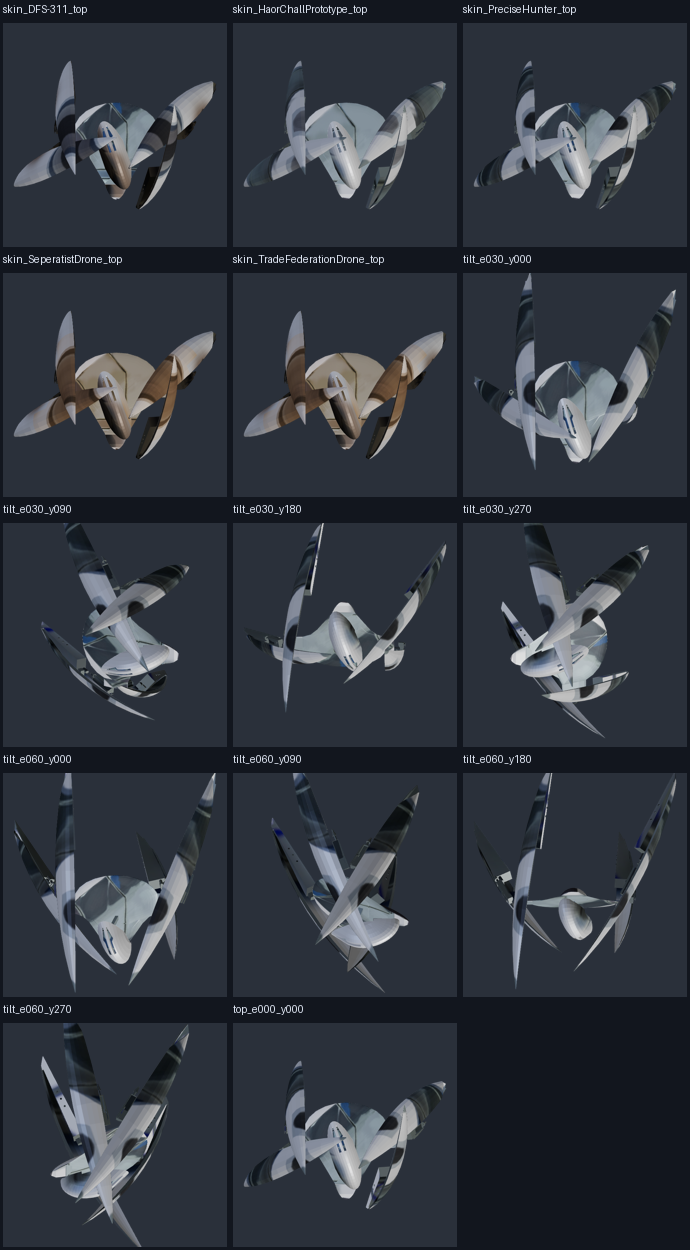 skin_DFS-311_top
skin_HaorChallPrototype_top
skin_PreciseHunter_top
skin_SeperatistDrone_top
skin_TradeFederationDrone_top
tilt_e030_y000
tilt_e030_y090
tilt_e030_y180
tilt_e030_y270
tilt_e060_y000
tilt_e060_y090
tilt_e060_y180
tilt_e060_y270
top_e000_y000